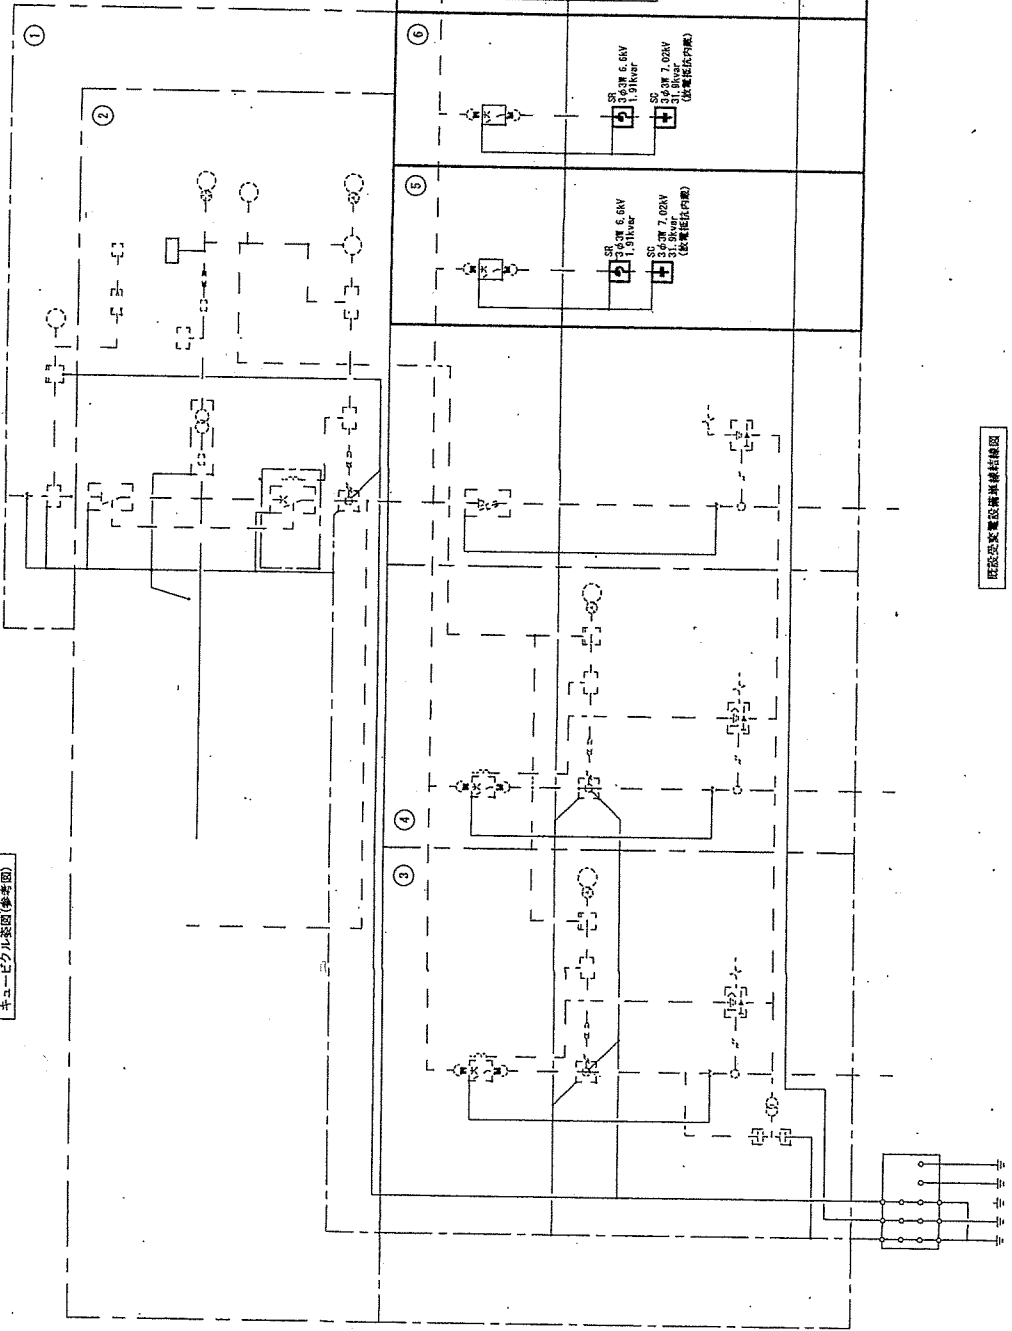 ①
②
⑥
SR
3φ3W 6.6kV
1.91kvar
SC
3φ3W 7.02kV
31.9kvar
(放電抵抗内蔵)
⑤
SR
3φ3W 6.6kV
1.91kvar
SC
3φ3W 7.02kV
31.9kvar
(放電抵抗内蔵)
④
③
キュービクル姿図(参考図)
既設受変電設備単線結線図